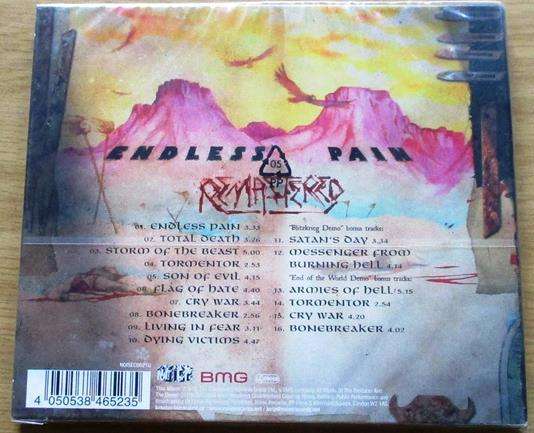 ENDLESS PAIN
05
REMASTERED
01. ENDLESS PAIN 3.33
02. TOTAL DEATH 3.26
03. STORM OF THE BEAST 5.00
04. TORMENTOR 2.53
05. SON OF EVIL 4.15
06. FLAG OF HATE 4.40
07. CRY WAR 3.44
08. BONEBREAKER 2.56
09. LIVING IN FEAR 3.11
10. DYING VICTIMS 4.47
"Blitzkrieg Demo" bonus tracks:
11. SATAN'S DAY 3.34
12. MESSENGER FROM
BURNING HELL 4.14
"End of the World Demo" bonus tracks:
13. ARMIES OF HELL 5.15
14. TORMENTOR 2.54
15. CRY WAR 4.20
16. BONEBREAKER 4.02
NOISE
BMG
4 050538 465235